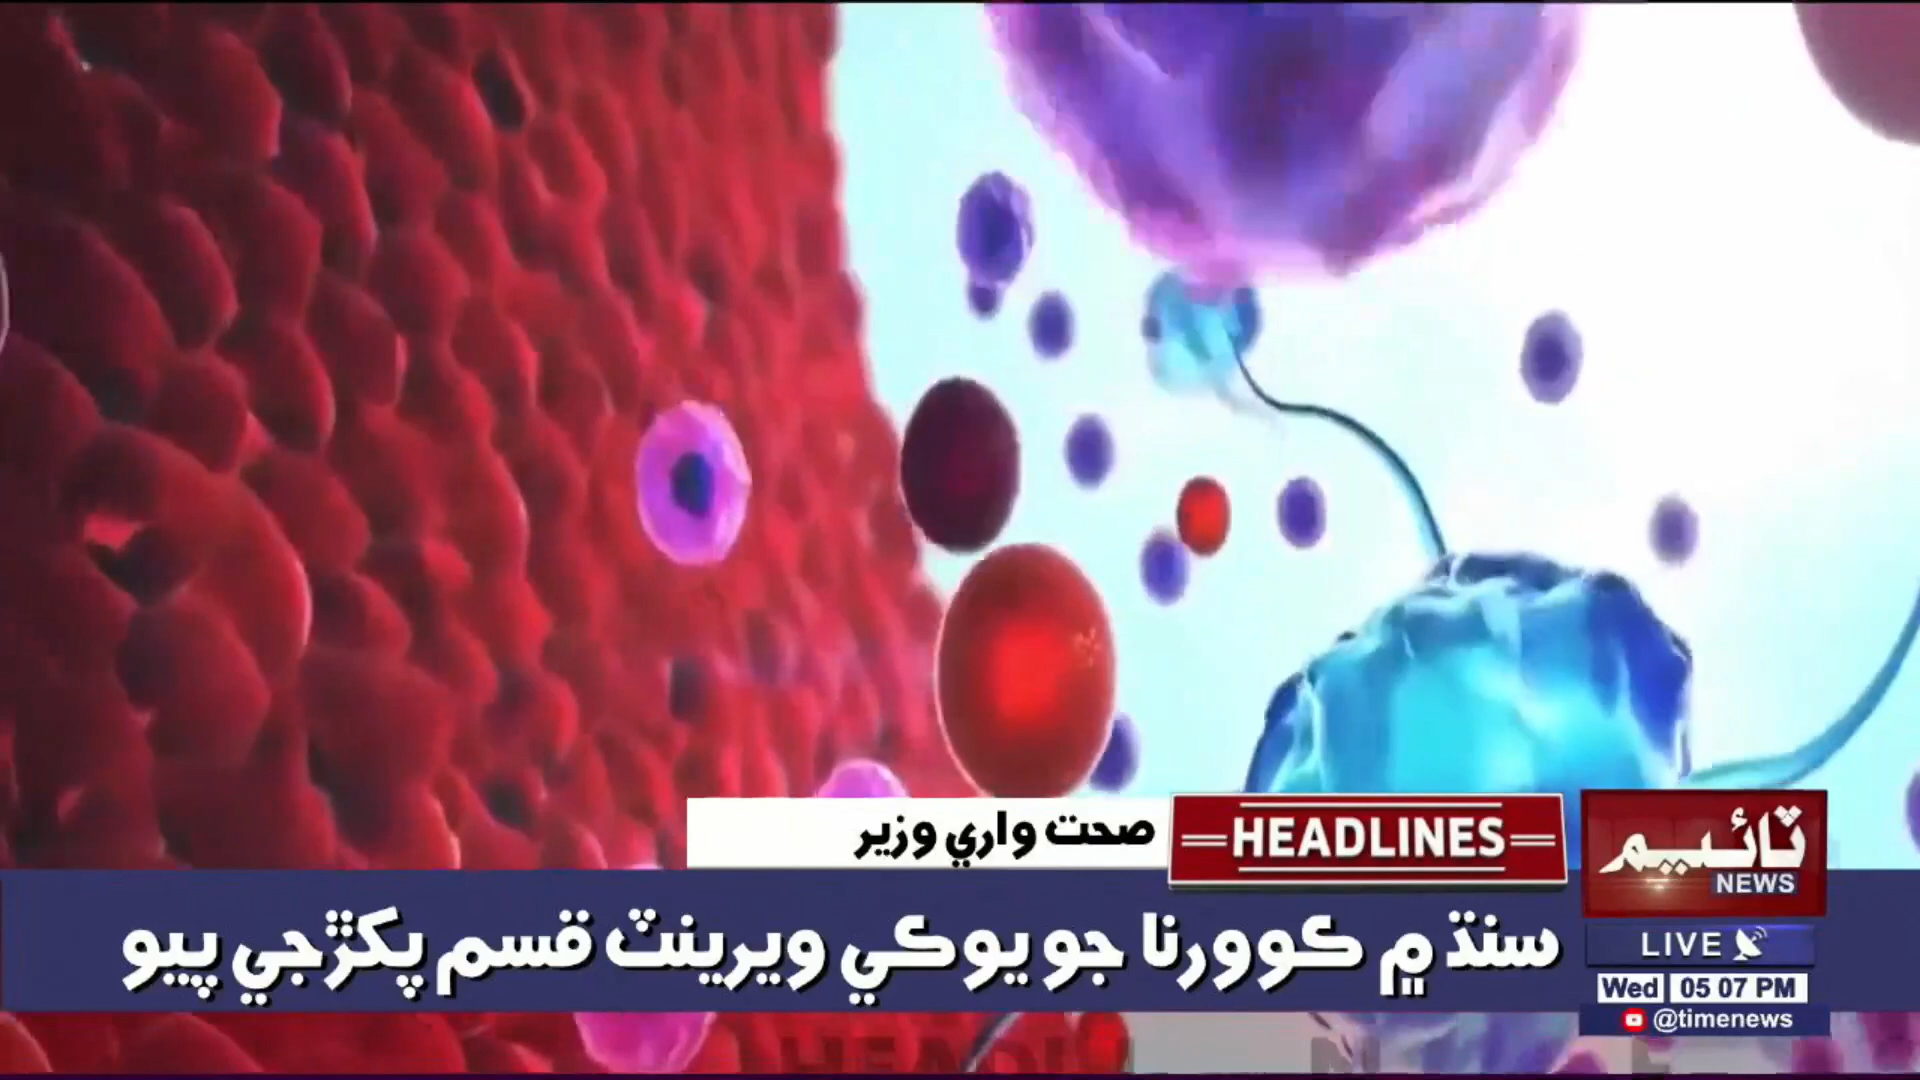 صحت واري وزير
HEADLINES
ٽائيم
NEWS
سنڌ ۾ ڪوورنا جو يوڪي ويرينٽ قسم پکڙجي پيو
LIVE
Wed 05 07 PM
@timenews